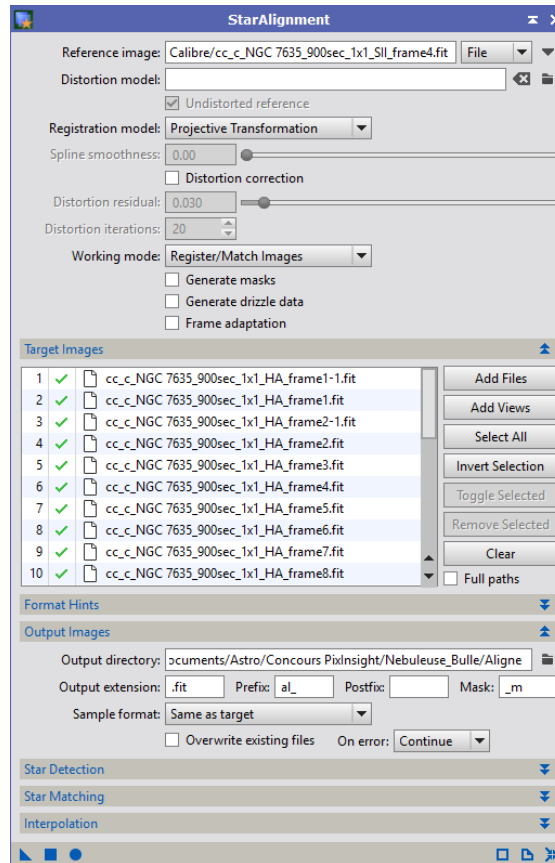 StarAlignment
Reference image: Calibre/cc_c_NGC 7635_900sec_1x1_SII_frame4.fit File
Distortion model:
Undistorted reference
Registration model: Projective Transformation
Spline smoothness: 0.00
Distortion correction
Distortion residual: 0.030
Distortion iterations: 20
Working mode: Register/Match Images
Generate masks
Generate drizzle data
Frame adaptation
Target Images
1 cc_c_NGC 7635_900sec_1x1_HA_frame1-1.fit
2 cc_c_NGC 7635_900sec_1x1_HA_frame1.fit
3 cc_c_NGC 7635_900sec_1x1_HA_frame2-1.fit
4 cc_c_NGC 7635_900sec_1x1_HA_frame2.fit
5 cc_c_NGC 7635_900sec_1x1_HA_frame3.fit
6 cc_c_NGC 7635_900sec_1x1_HA_frame4.fit
7 cc_c_NGC 7635_900sec_1x1_HA_frame5.fit
8 cc_c_NGC 7635_900sec_1x1_HA_frame6.fit
9 cc_c_NGC 7635_900sec_1x1_HA_frame7.fit
10 cc_c_NGC 7635_900sec_1x1_HA_frame8.fit
Add Files
Add Views
Select All
Invert Selection
Toggle Selected
Remove Selected
Clear
Full paths
Format Hints
Output Images
Output directory: ocuments/Astro/Concours PixInsight/Nebuleuse_Bulle/Aligne
Output extension: .fit Prefix: al_ Postfix: Mask: _m
Sample format: Same as target
Overwrite existing files On error: Continue
Star Detection
Star Matching
Interpolation